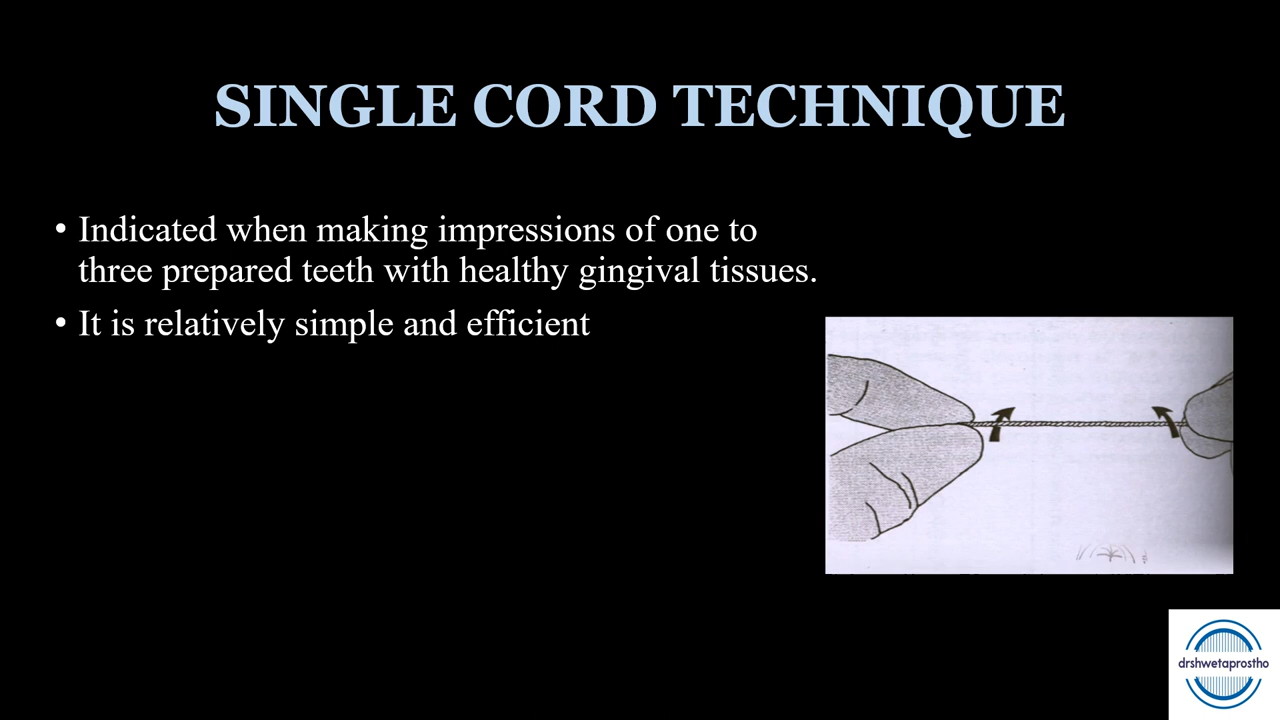 SINGLE CORD TECHNIQUE
• Indicated when making impressions of one to
three prepared teeth with healthy gingival tissues.
• It is relatively simple and efficient
drshwetaprostho